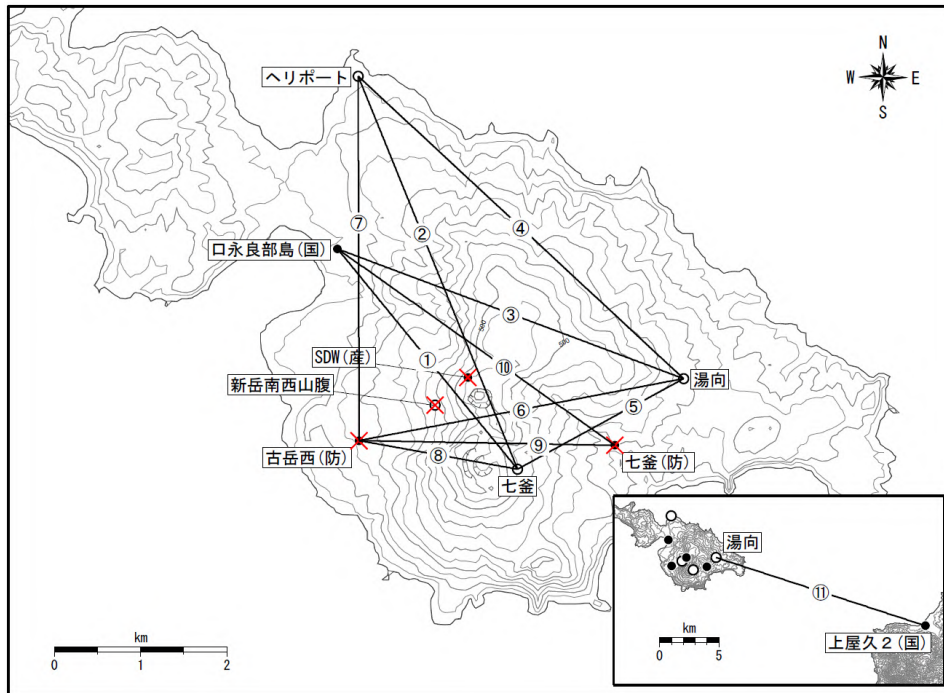 N
W E
S
ヘリポート
⑦
②
④
口永良部島(国)
③
500
500
SDW(産)
①
⑩
新岳南西山腹
湯向
⑥
⑤
古岳西(防)
⑧
⑨
七釜(防)
七釜
km
0 1 2
湯向
⑪
km
0 5
上屋久2(国)